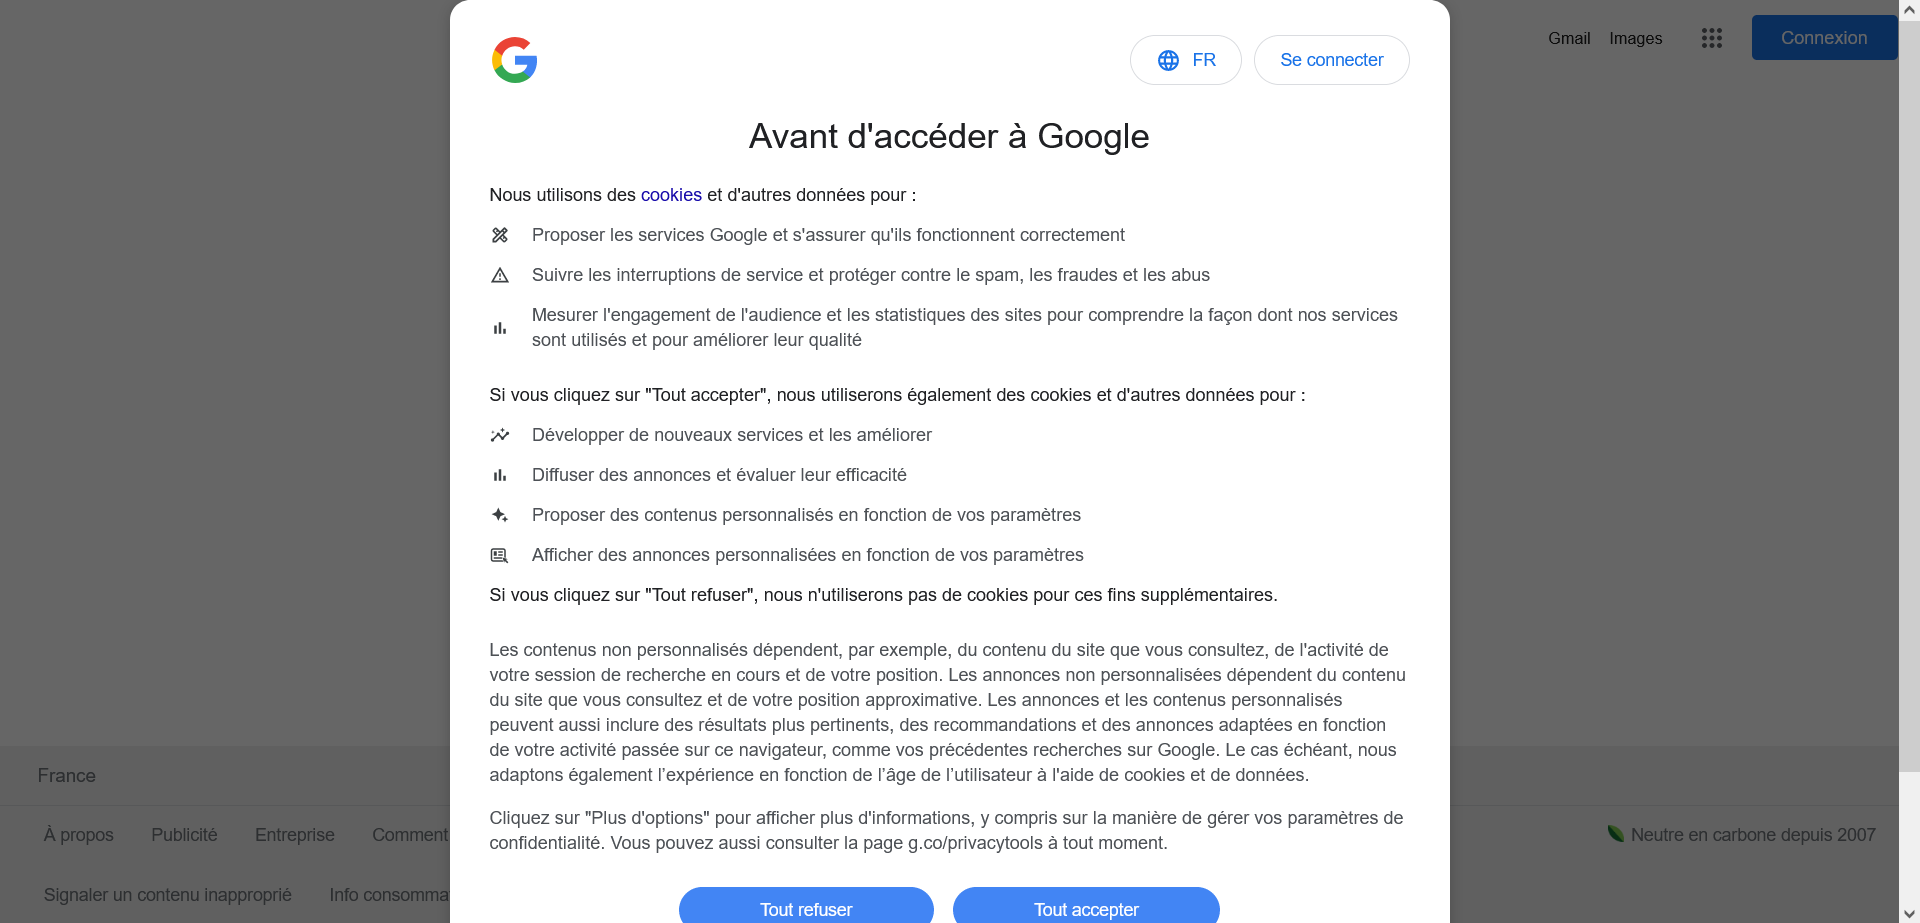 Gmail Images Connexion
FR Se connecter
Avant d'accéder à Google
Nous utilisons des cookies et d'autres données pour :
Proposer les services Google et s'assurer qu'ils fonctionnent correctement
Suivre les interruptions de service et protéger contre le spam, les fraudes et les abus
Mesurer l'engagement de l'audience et les statistiques des sites pour comprendre la façon dont nos services
sont utilisés et pour améliorer leur qualité
Si vous cliquez sur "Tout accepter", nous utiliserons également des cookies et d'autres données pour :
Développer de nouveaux services et les améliorer
Diffuser des annonces et évaluer leur efficacité
Proposer des contenus personnalisés en fonction de vos paramètres
Afficher des annonces personnalisées en fonction de vos paramètres
Si vous cliquez sur "Tout refuser", nous n'utiliserons pas de cookies pour ces fins supplémentaires.
Les contenus non personnalisés dépendent, par exemple, du contenu du site que vous consultez, de l'activité de
votre session de recherche en cours et de votre position. Les annonces non personnalisées dépendent du contenu
du site que vous consultez et de votre position approximative. Les annonces et les contenus personnalisés
peuvent aussi inclure des résultats plus pertinents, des recommandations et des annonces adaptées en fonction
de votre activité passée sur ce navigateur, comme vos précédentes recherches sur Google. Le cas échéant, nous
adaptons également l’expérience en fonction de l’âge de l’utilisateur à l'aide de cookies et de données.
Cliquez sur "Plus d'options" pour afficher plus d'informations, y compris sur la manière de gérer vos paramètres de
confidentialité. Vous pouvez aussi consulter la page g.co/privacytools à tout moment.
Tout refuser Tout accepter
France
À propos Publicité Entreprise Comment
Neutre en carbone depuis 2007
Signaler un contenu inapproprié Info consomma